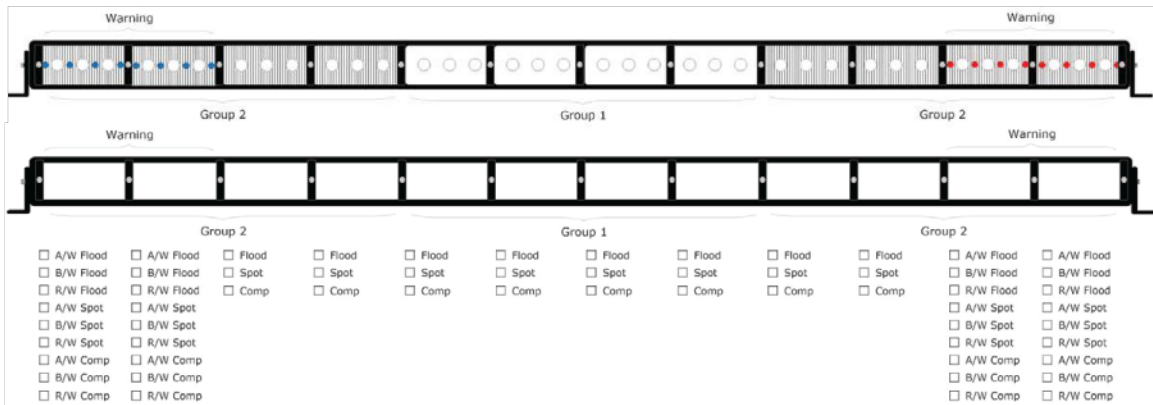 Warning Warning
Group 2 Group 1 Group 2
Warning Warning
Group 2 Group 1 Group 2
A/W Flood A/W Flood Flood Flood Flood Flood Flood Flood Flood Flood A/W Flood A/W Flood
B/W Flood B/W Flood Spot Spot Spot Spot Spot Spot Spot Spot B/W Flood B/W Flood
R/W Flood R/W Flood Comp Comp Comp Comp Comp Comp Comp Comp R/W Flood R/W Flood
A/W Spot A/W Spot A/W Spot A/W Spot
B/W Spot B/W Spot B/W Spot B/W Spot
R/W Spot R/W Spot R/W Spot R/W Spot
A/W Comp A/W Comp A/W Comp A/W Comp
B/W Comp B/W Comp B/W Comp B/W Comp
R/W Comp R/W Comp R/W Comp R/W Comp